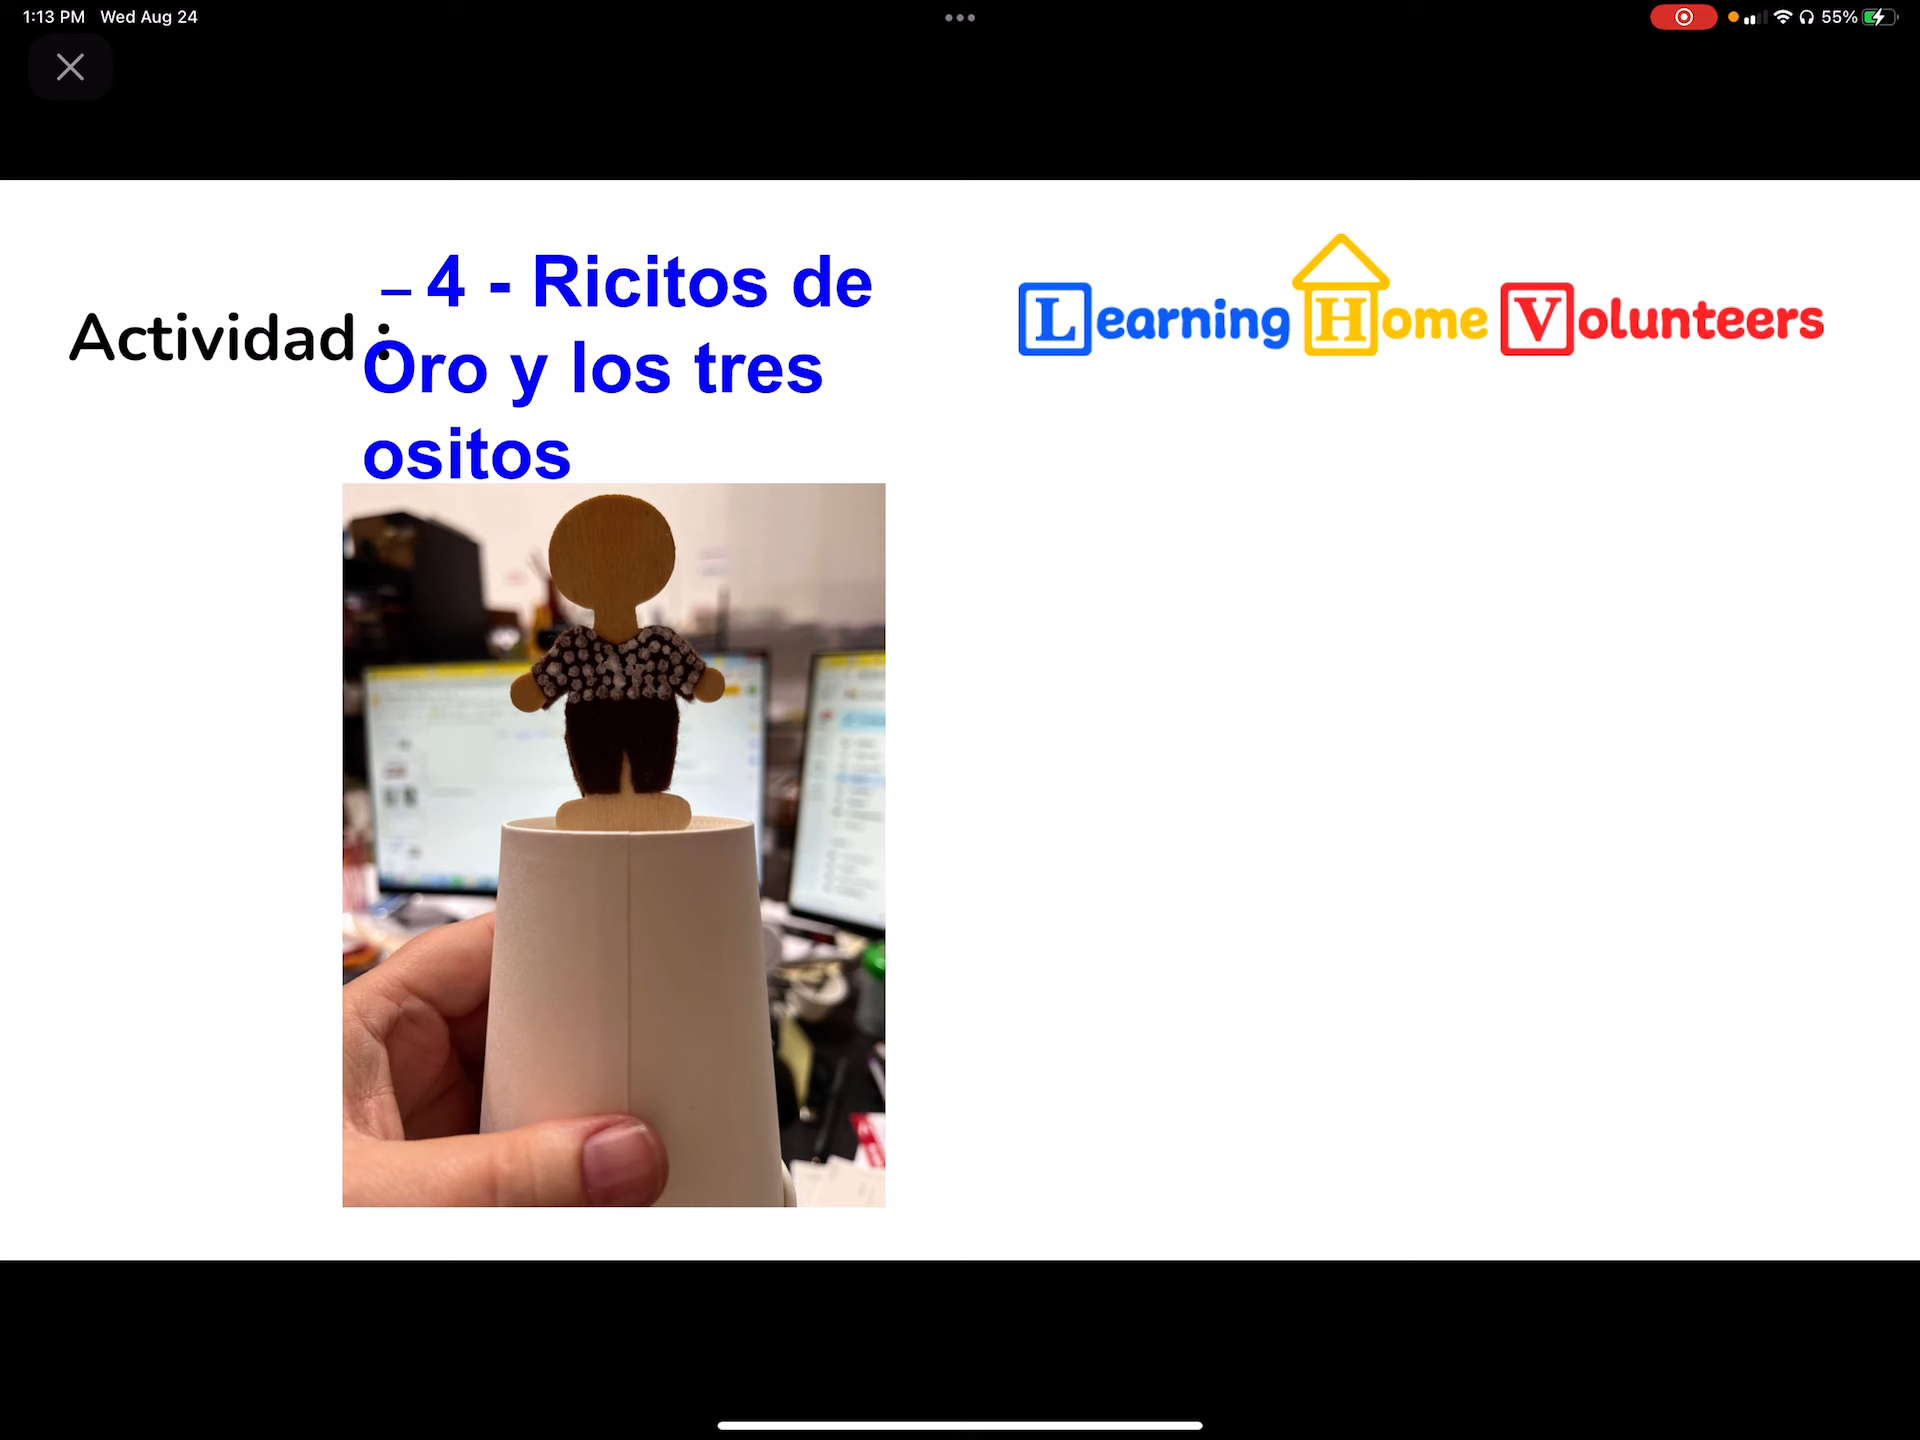 1:13 PM Wed Aug 24
55%
Actividad :
– 4 - Ricitos de
Oro y los tres
ositos
Learning Home Volunteers